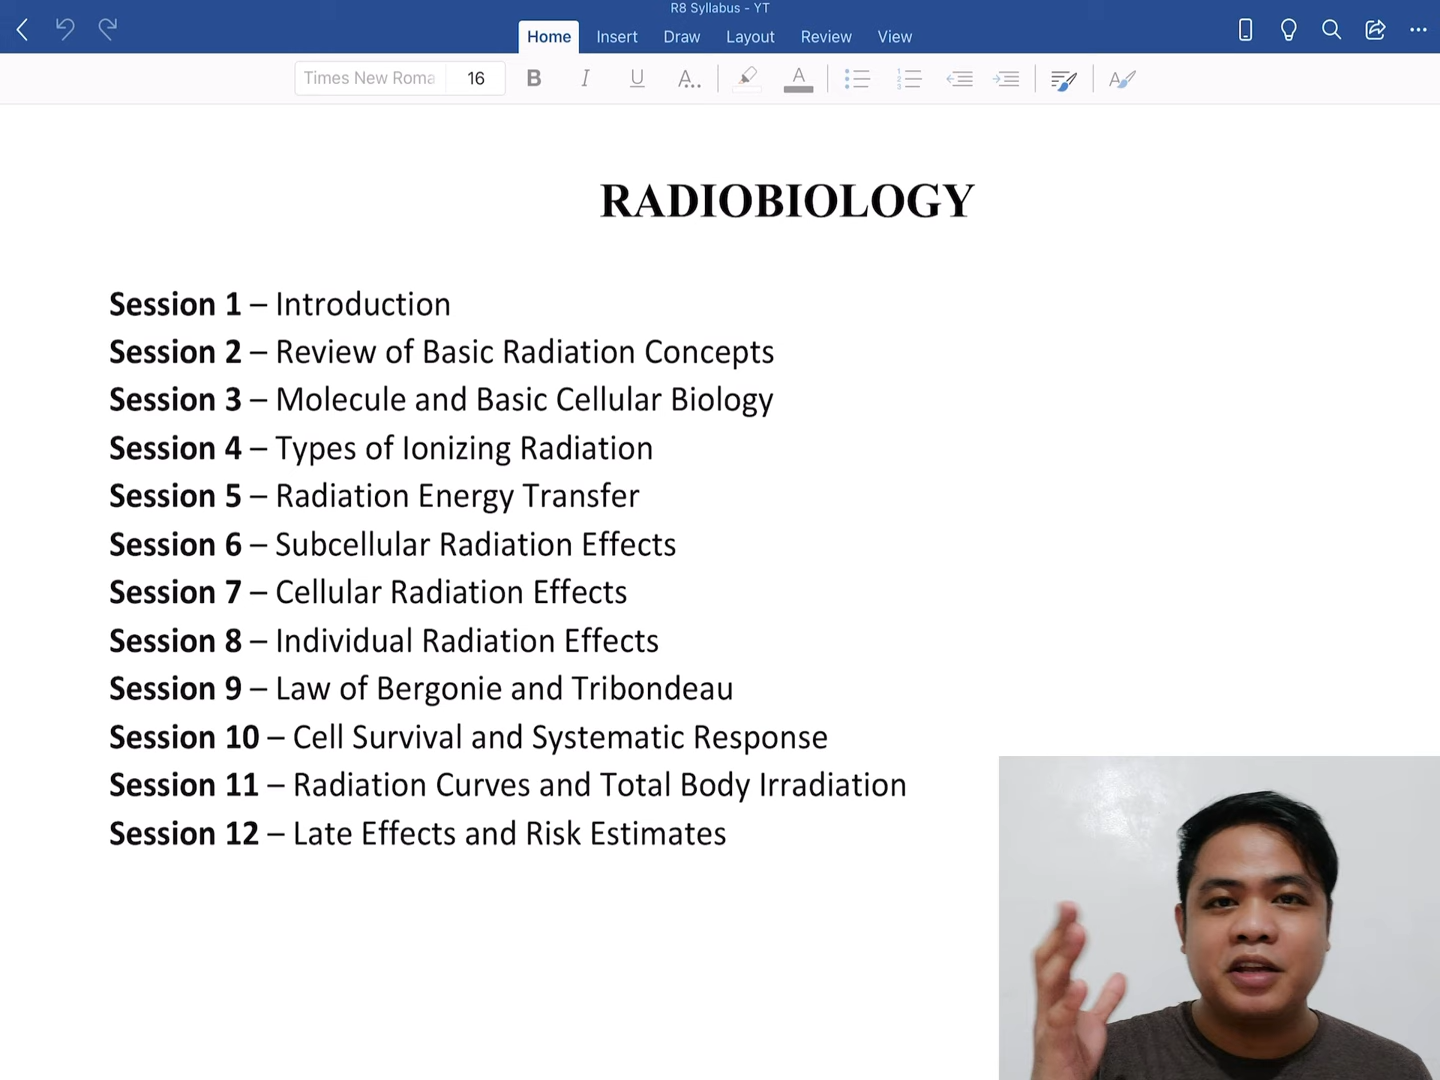 R8 Syllabus - YT
Home Insert Draw Layout Review View
Times New Roma 16 B I U A... A A
RADIOBIOLOGY
Session 1 – Introduction
Session 2 – Review of Basic Radiation Concepts
Session 3 – Molecule and Basic Cellular Biology
Session 4 – Types of Ionizing Radiation
Session 5 – Radiation Energy Transfer
Session 6 – Subcellular Radiation Effects
Session 7 – Cellular Radiation Effects
Session 8 – Individual Radiation Effects
Session 9 – Law of Bergonie and Tribondeau
Session 10 – Cell Survival and Systematic Response
Session 11 – Radiation Curves and Total Body Irradiation
Session 12 – Late Effects and Risk Estimates